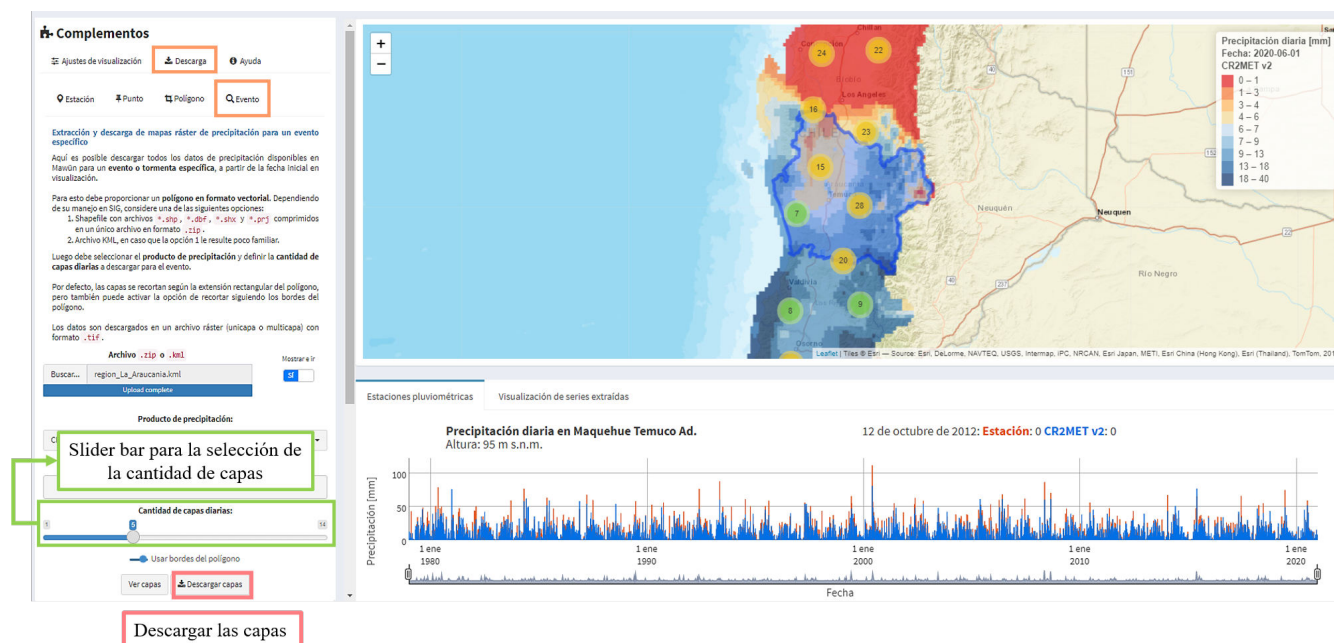 Complementos
Ajustes de visualización
Descarga
Ayuda
Estación
Punto
Polígono
Evento
Extracción y descarga de mapas ráster de precipitación para un evento
específico
Aquí es posible descargar todos los datos de precipitación disponibles en
Mawün para un evento o tormenta específica, a partir de la fecha inicial en
visualización.
Para esto debe proporcionar un polígono en formato vectorial. Dependiendo
de su manejo en SIG, considere una de las siguientes opciones:
1. Shapefile con archivos *.shp, *.dbf, *.shx y *.prj comprimidos
en un único archivo en formato .zip.
2. Archivo KML, en caso que la opción 1 le resulte poco familiar.
Luego debe seleccionar el producto de precipitación y definir la cantidad de
capas diarias a descargar para el evento.
Por defecto, las capas se recortan según la extensión rectangular del polígono,
pero también puede activar la opción de recortar siguiendo los bordes del
polígono.
Los datos son descargados en un archivo ráster (unicapa o multicapa) con
formato .tif.
Archivo .zip o .kml
Mostrar e ir
Buscar...
region_La_Araucania.kml
SÍ
Upload complete
Producto de precipitación:
Slider bar para la selección de
la cantidad de capas
Cantidad de capas diarias:
1
5
14
Usar bordes del polígono
Ver capas
Descargar capas
Descargar las capas
+
−
Chillan
24
22
Los Angeles
16
23
15
28
7
20
Valdivia
8
9
Osorno
Neuquén
Neuquen
Río Negro
40
151
152
22
40
237
Precipitación diaria [mm]
Fecha: 2020-06-01
CR2MET v2
0 – 1
1 – 3
3 – 4
4 – 6
6 – 7
7 – 9
9 – 13
13 – 18
18 – 40
Leaflet | Tiles © Esri — Source: Esri, DeLorme, NAVTEQ, USGS, Intermap, iPC, NRCAN, Esri Japan, METI, Esri China (Hong Kong), Esri (Thailand), TomTom, 201
Estaciones pluviométricas
Visualización de series extraídas
Precipitación diaria en Maquehue Temuco Ad.
Altura: 95 m s.n.m.
12 de octubre de 2012: Estación: 0 CR2MET v2: 0
Precipitación [mm]
100
50
0
1 ene
1980
1 ene
1990
1 ene
2000
1 ene
2010
1 ene
2020
Fecha